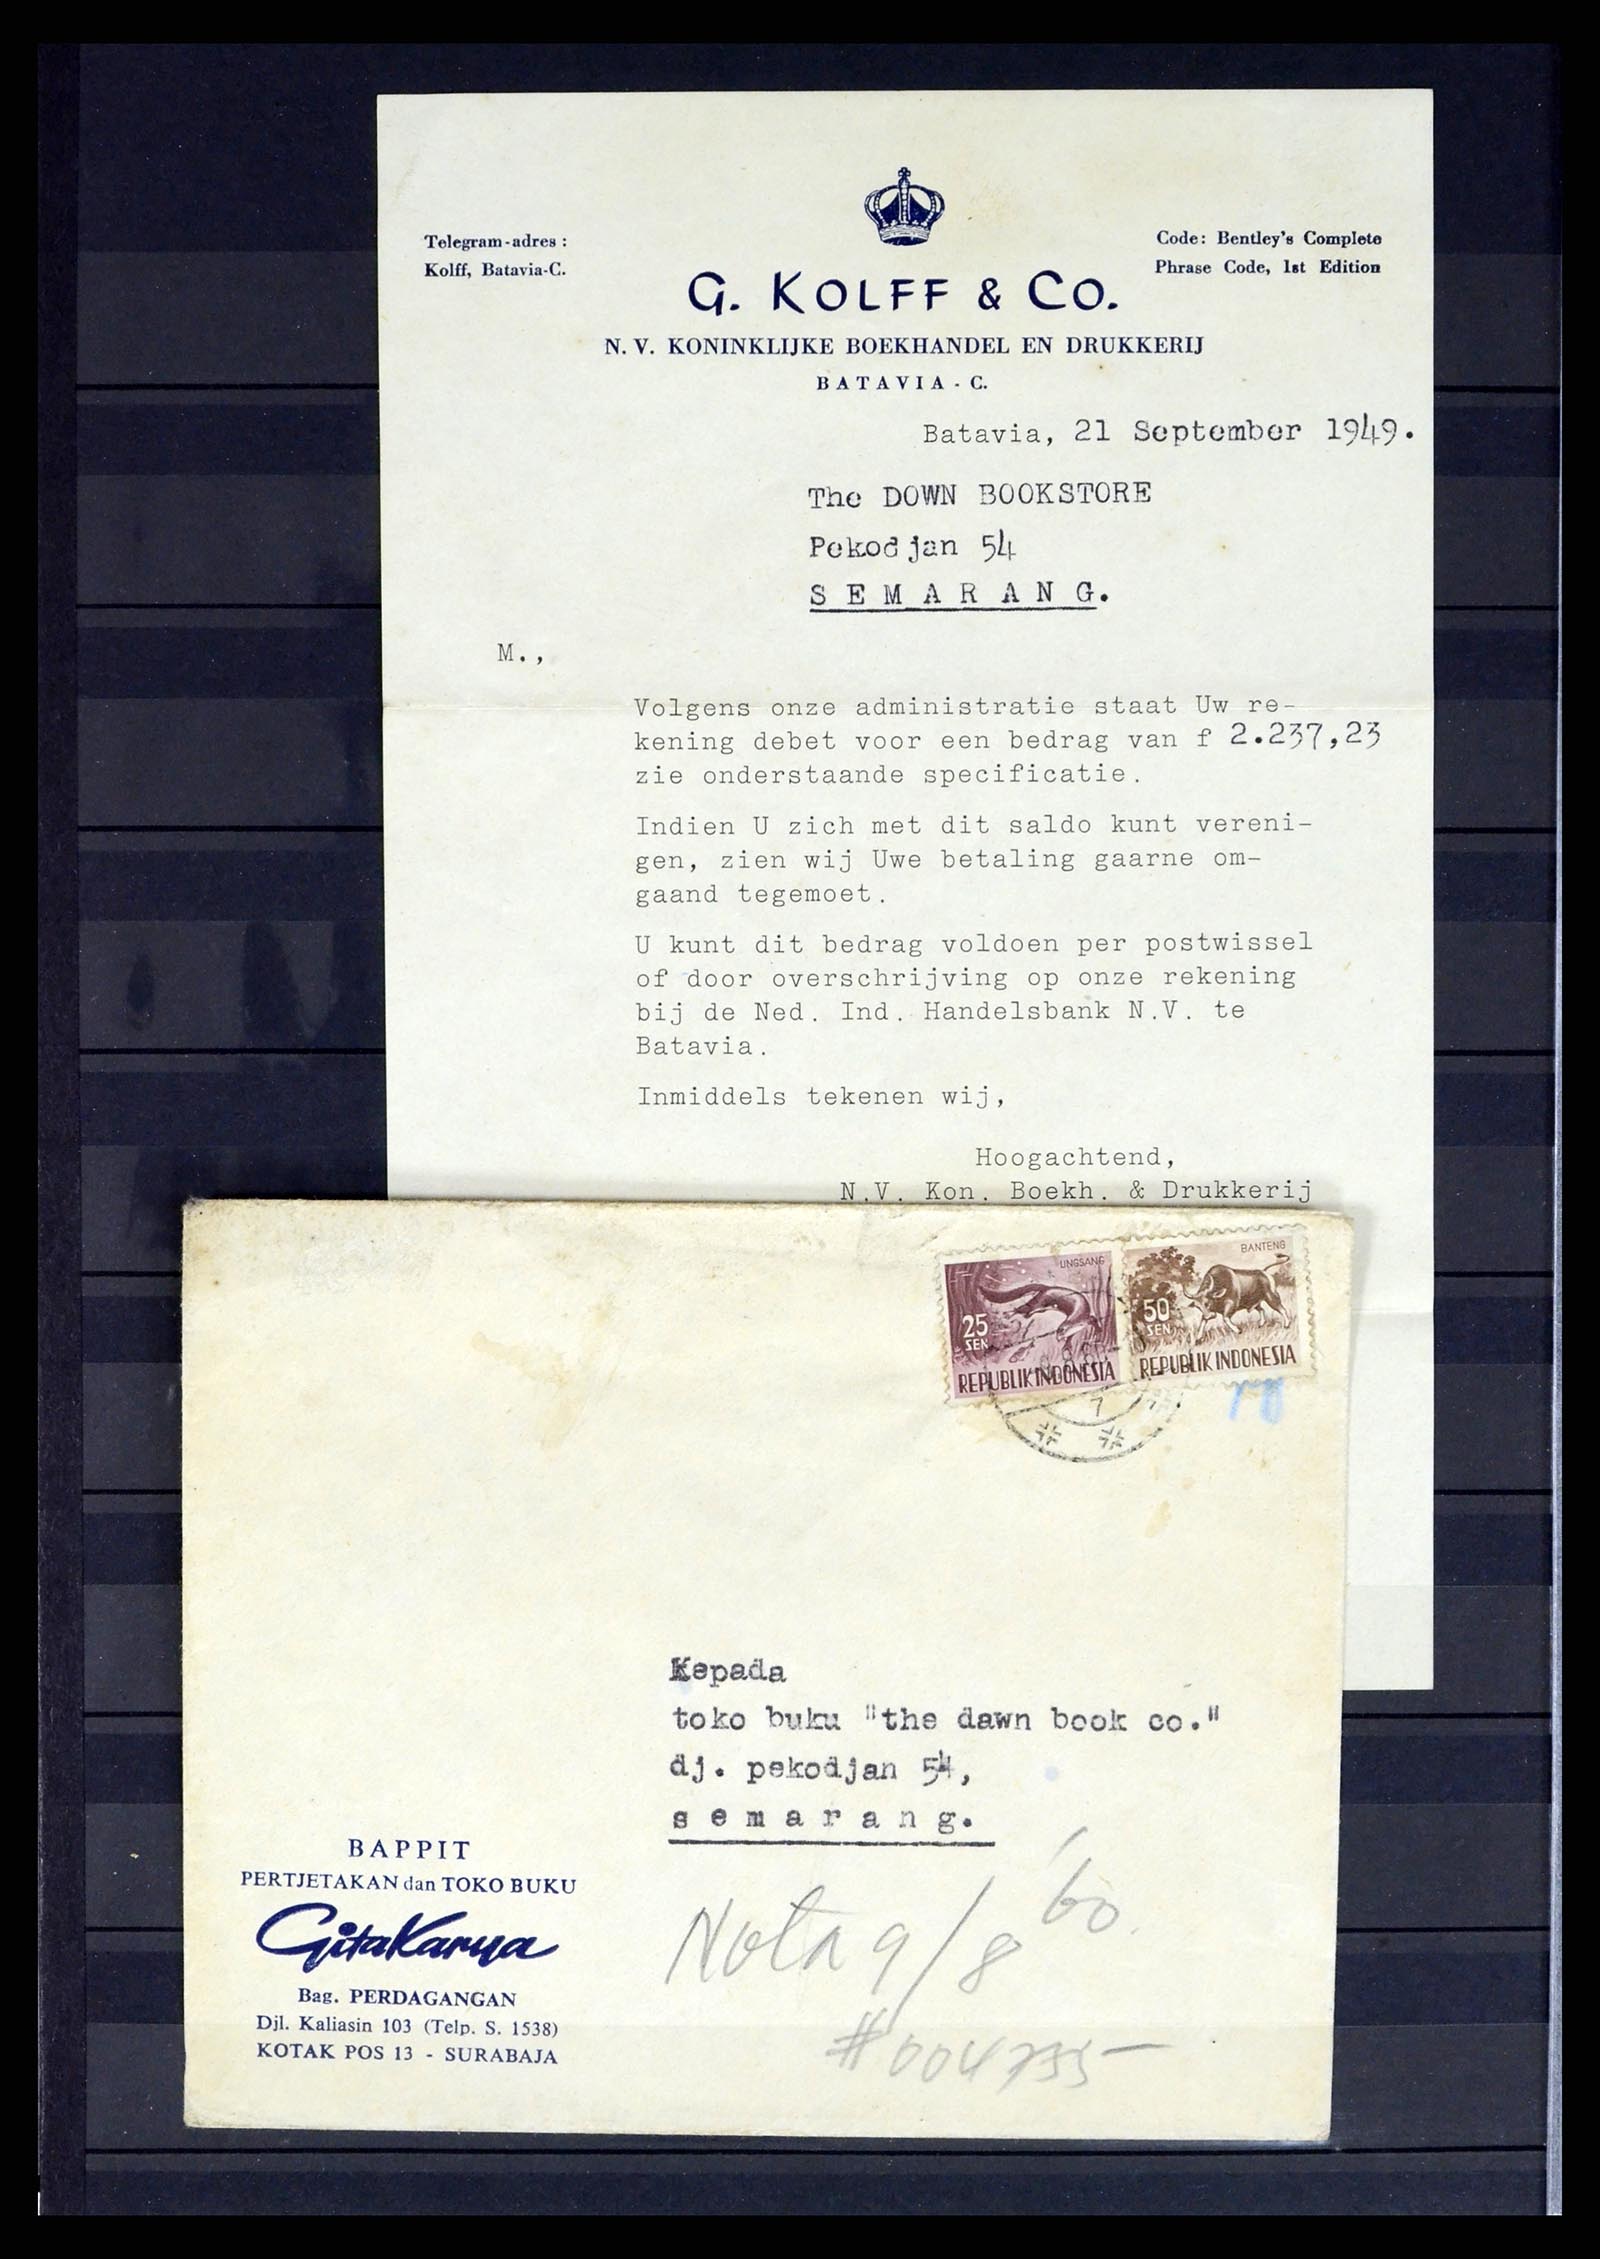 Telegram-adres :
Kolff, Batavia-C.
Code: Bentley's Complete
Phrase Code, 1st Edition
G. KOLFF & CO.
N. V. KONINKLIJKE BOEKHANDEL EN DRUKKERIJ
BATAVIA - C.
Batavia, 21 September 1949.
The DOWN BOOKSTORE
Pekodjan 54
S E M A R A N G.
M.,
Volgens onze administratie staat Uw re-
kening debet voor een bedrag van f 2.237,23
zie onderstaande specificatie.
Indien U zich met dit saldo kunt vereni-
gen, zien wij Uwe betaling gaarne om-
gaand tegemoet.
U kunt dit bedrag voldoen per postwissel
of door overschrijving op onze rekening
bij de Ned. Ind. Handelsbank N.V. te
Batavia.
Inmiddels tekenen wij,
Hoogachtend,
N.V. Kon. Boekh. & Drukkerij
LINGSANG
25
SEN
REPUBLIK INDONESIA
BANTENG
50
SEN
REPUBLIK INDONESIA
7
Kepada
toko buku "the dawn book co."
dj. pekodjan 54,
s e m a r a n g.
BAPPIT
PERTJETAKAN dan TOKO BUKU
GitaKarya
Bag. PERDAGANGAN
Djl. Kaliasin 103 (Telp. S. 1538)
KOTAK POS 13 - SURABAJA
Nota 9/8 '60.
#004735-